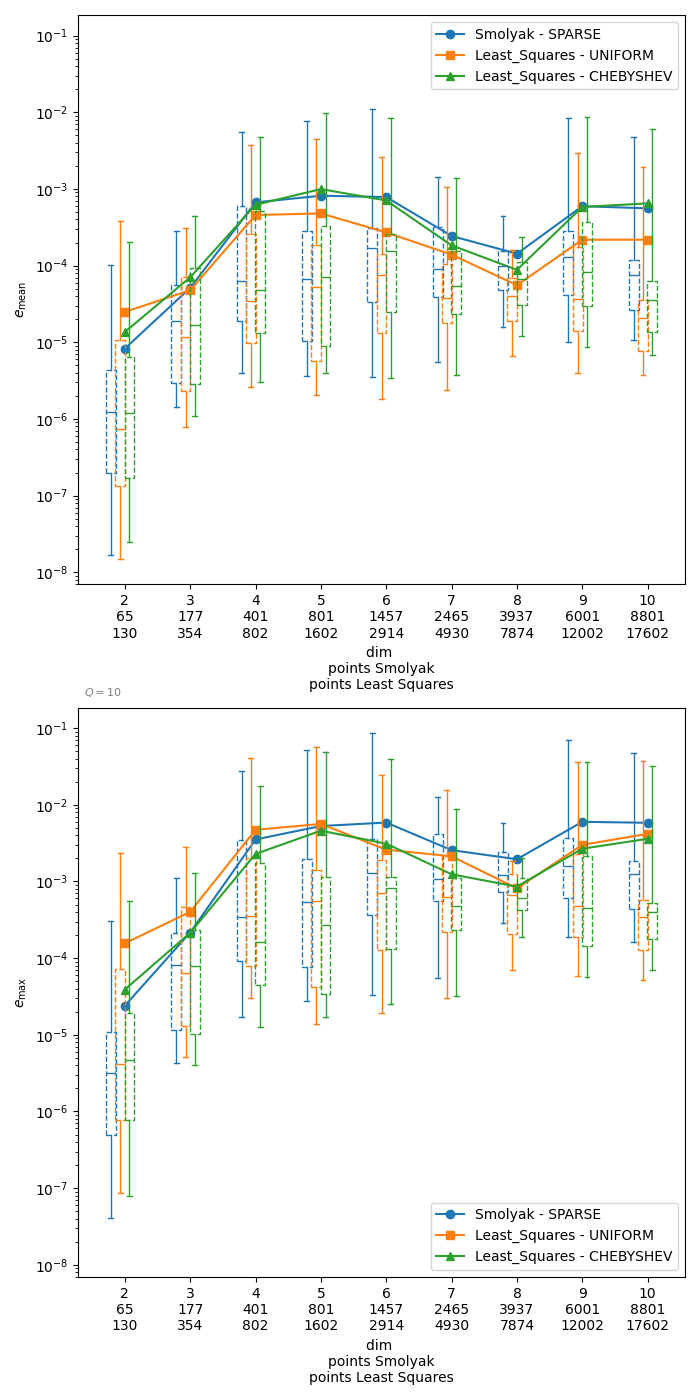 Smolyak - SPARSE
Least_Squares - UNIFORM
Least_Squares - CHEBYSHEV
10⁻¹
10⁻²
10⁻³
10⁻⁴
10⁻⁵
10⁻⁶
10⁻⁷
10⁻⁸
e_mean
2 3 4 5 6 7 8 9 10
65 177 401 801 1457 2465 3937 6001 8801
130 354 802 1602 2914 4930 7874 12002 17602
dim
points Smolyak
points Least Squares
Q = 10
10⁻¹
10⁻²
10⁻³
10⁻⁴
10⁻⁵
10⁻⁶
10⁻⁷
10⁻⁸
e_max
Smolyak - SPARSE
Least_Squares - UNIFORM
Least_Squares - CHEBYSHEV
2 3 4 5 6 7 8 9 10
65 177 401 801 1457 2465 3937 6001 8801
130 354 802 1602 2914 4930 7874 12002 17602
dim
points Smolyak
points Least Squares